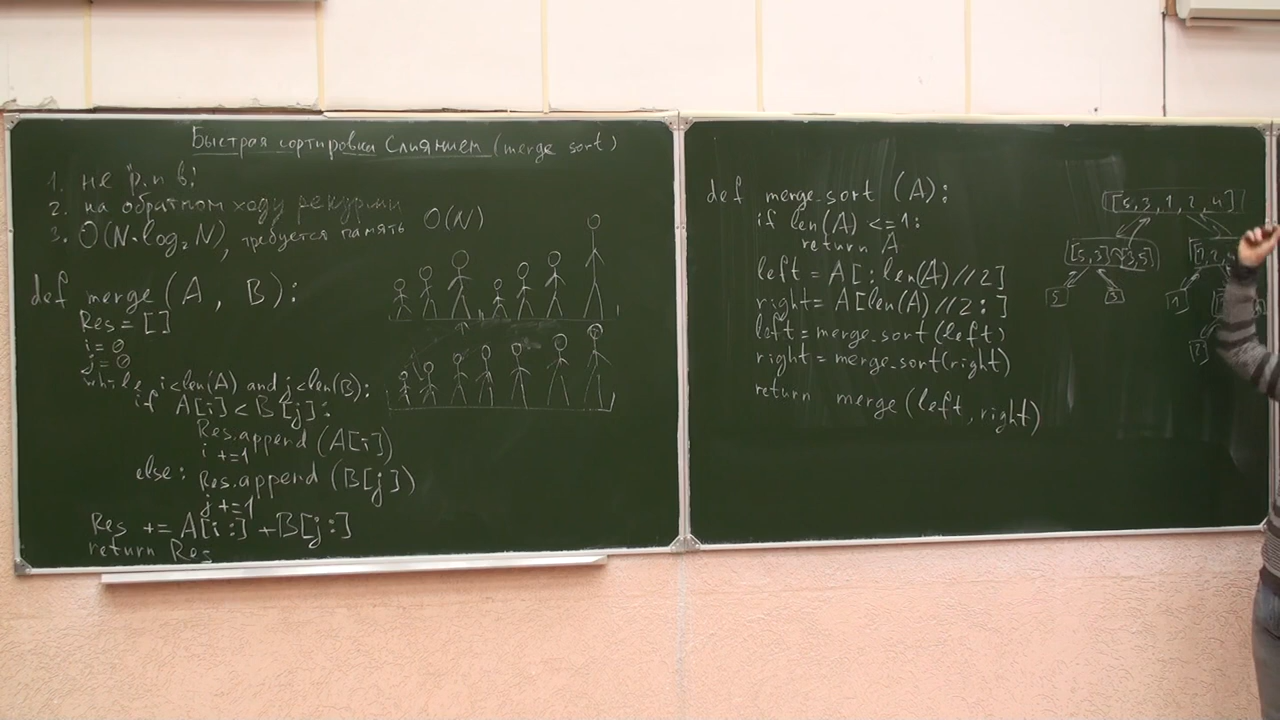 Быстрая сортировка Слиянием (merge sort)
1. не р. п в!
2. на обратном ходу рекурсии
3. O(N·log₂N), требуется память
O(N)
def merge (A, B):
Res = []
i = 0
j = 0
while i<len(A) and j<len(B):
if A[i] < B[j]:
Res.append (A[i])
i +=1
else: Res.append (B[j])
j +=1
Res += A[i:] + B[j:]
return Res
def merge_sort (A):
if len(A) <= 1:
return A
left = A[:len(A)//2]
right = A[len(A)//2:]
left = merge_sort(left)
right = merge_sort(right)
return merge(left, right)
[5, 3, 1, 2, 4]
[5, 3] [3, 5]
5
3
1
2